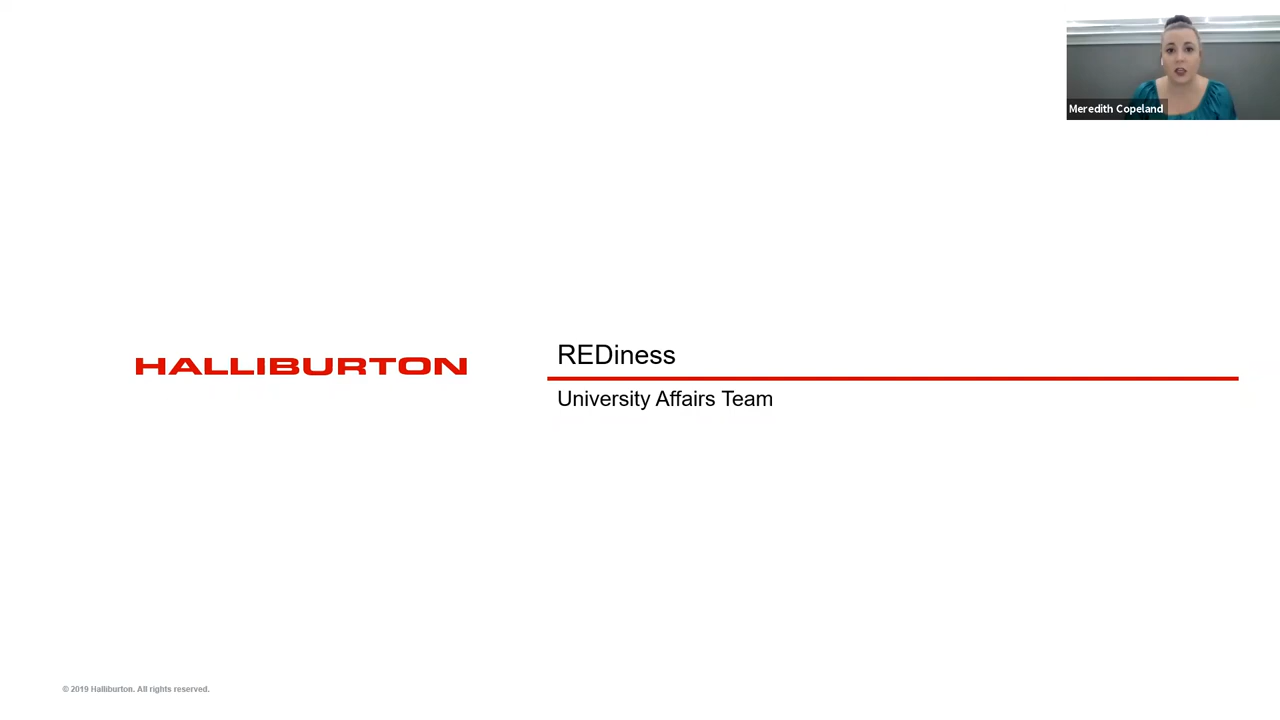 Meredith Copeland
HALLIBURTON
REDiness
University Affairs Team
© 2019 Halliburton. All rights reserved.